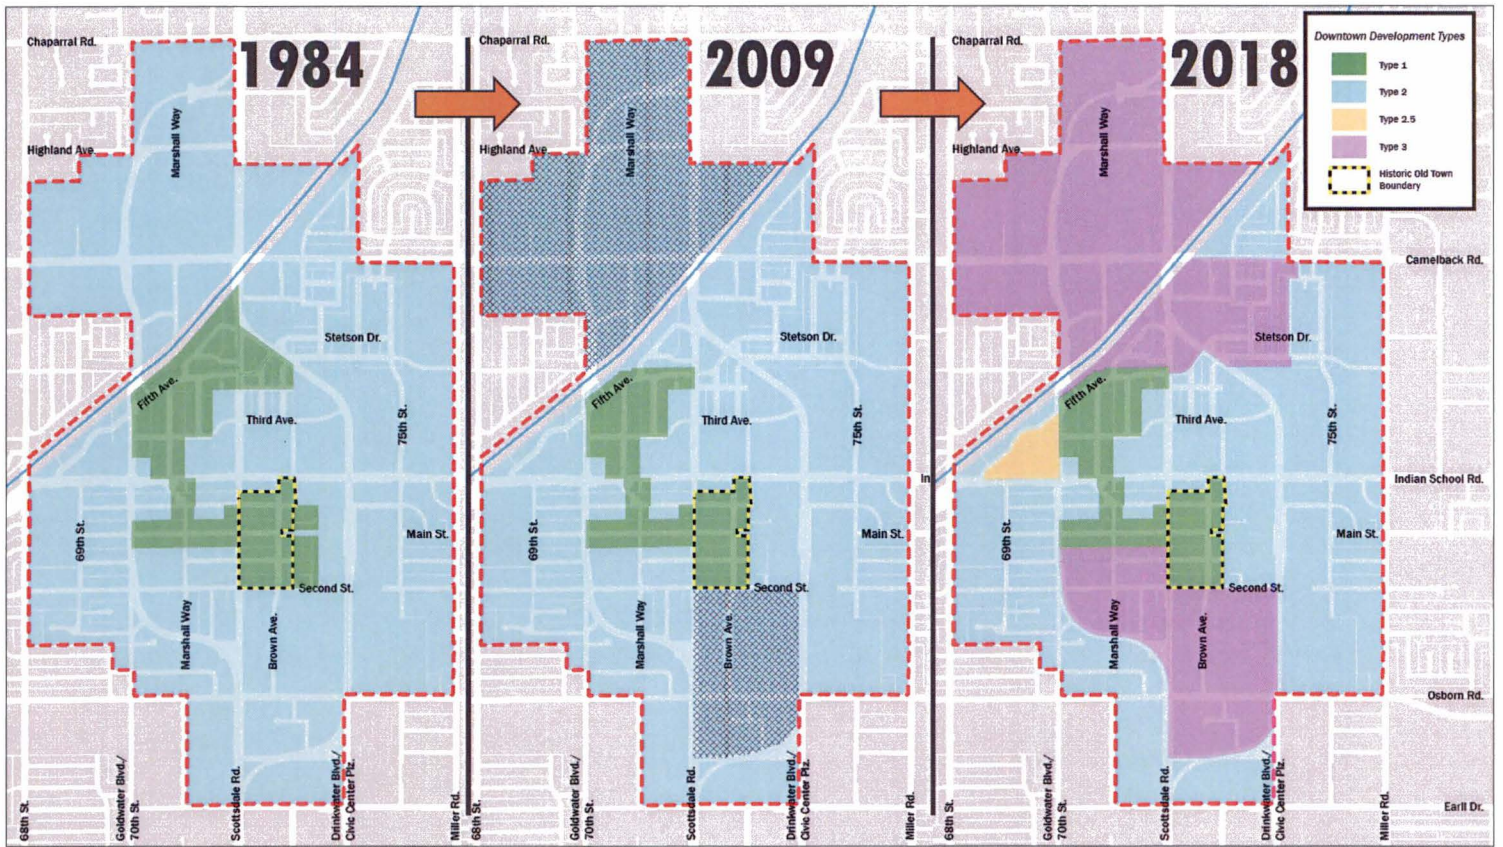 1984
Chaparral Rd.
Highland Ave.
Marshall Way
Stetson Dr.
Fifth Ave.
Third Ave.
75th St.
69th St.
Main St.
Second St.
Marshall Way
Brown Ave.
68th St.
Goldwater Blvd./
70th St.
Scottsdale Rd.
Drinkwater Blvd./
Civic Center Plz.
Miller Rd.
2009
Chaparral Rd.
Highland Ave.
Marshall Way
Stetson Dr.
Fifth Ave.
Third Ave.
75th St.
In
69th St.
Main St.
Second St.
Marshall Way
Brown Ave.
68th St.
Goldwater Blvd./
70th St.
Scottsdale Rd.
Drinkwater Blvd./
Civic Center Plz.
Miller Rd.
2018
Chaparral Rd.
Highland Ave.
Marshall Way
Camelback Rd.
Stetson Dr.
Fifth Ave.
Third Ave.
75th St.
Indian School Rd.
69th St.
Main St.
Second St.
Marshall Way
Brown Ave.
Osborn Rd.
68th St.
Goldwater Blvd./
70th St.
Scottsdale Rd.
Drinkwater Blvd./
Civic Center Plz.
Miller Rd.
Earll Dr.
Downtown Development Types
Type 1
Type 2
Type 2.5
Type 3
Historic Old Town
Boundary